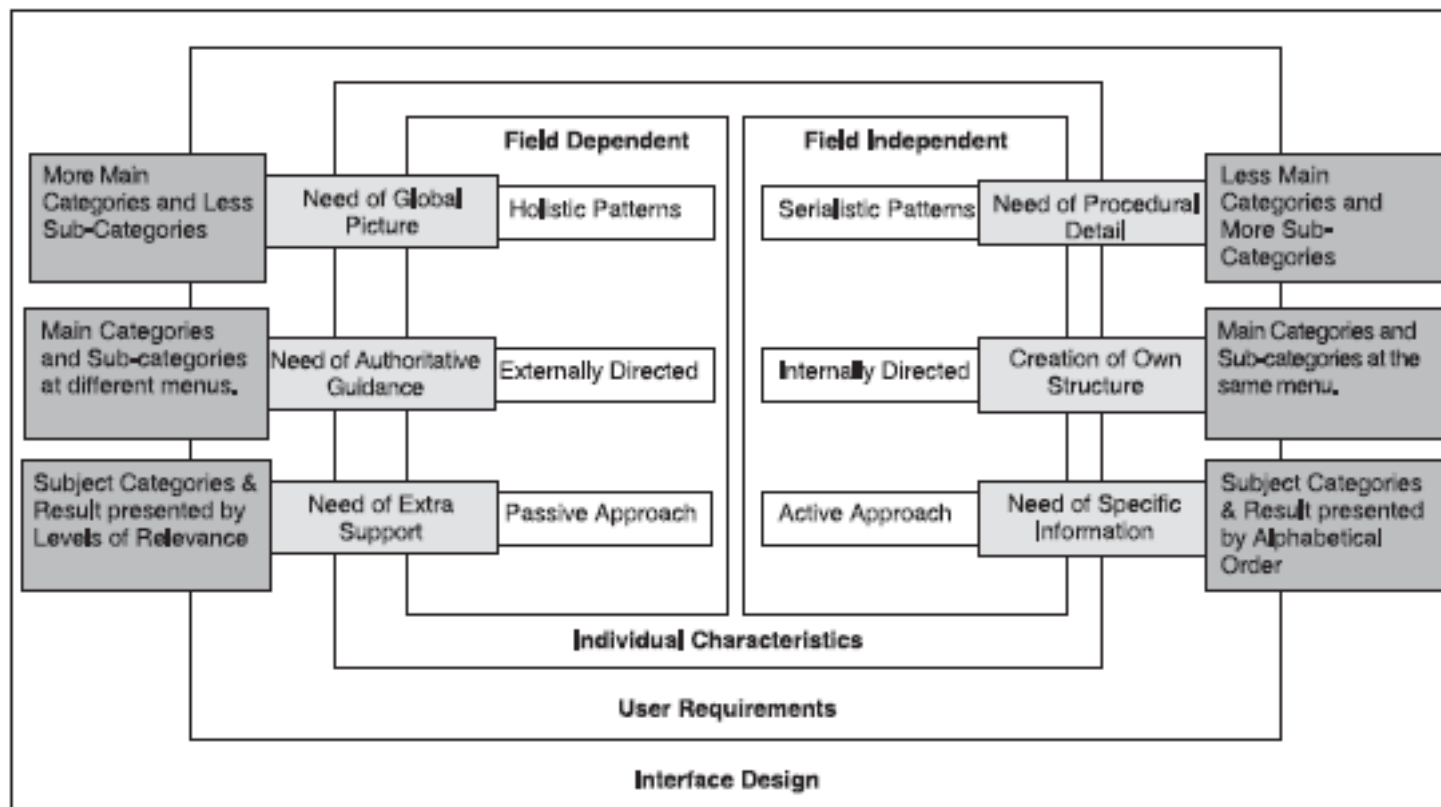 Field Dependent
More Main
Categories and Less
Sub-Categories
Need of Global
Picture
Holistic Patterns
Main Categories
and Sub-categories
at different menus.
Need of Authoritative
Guidance
Externally Directed
Subject Categories &
Result presented by
Levels of Relevance
Need of Extra
Support
Passive Approach
Field Independent
Serialistic Patterns
Need of Procedural
Detail
Less Main
Categories and
More Sub-
Categories
Internally Directed
Creation of Own
Structure
Main Categories and
Sub-categories at the
same menu.
Active Approach
Need of Specific
Information
Subject Categories
& Result presented
by Alphabetical
Order
Individual Characteristics
User Requirements
Interface Design